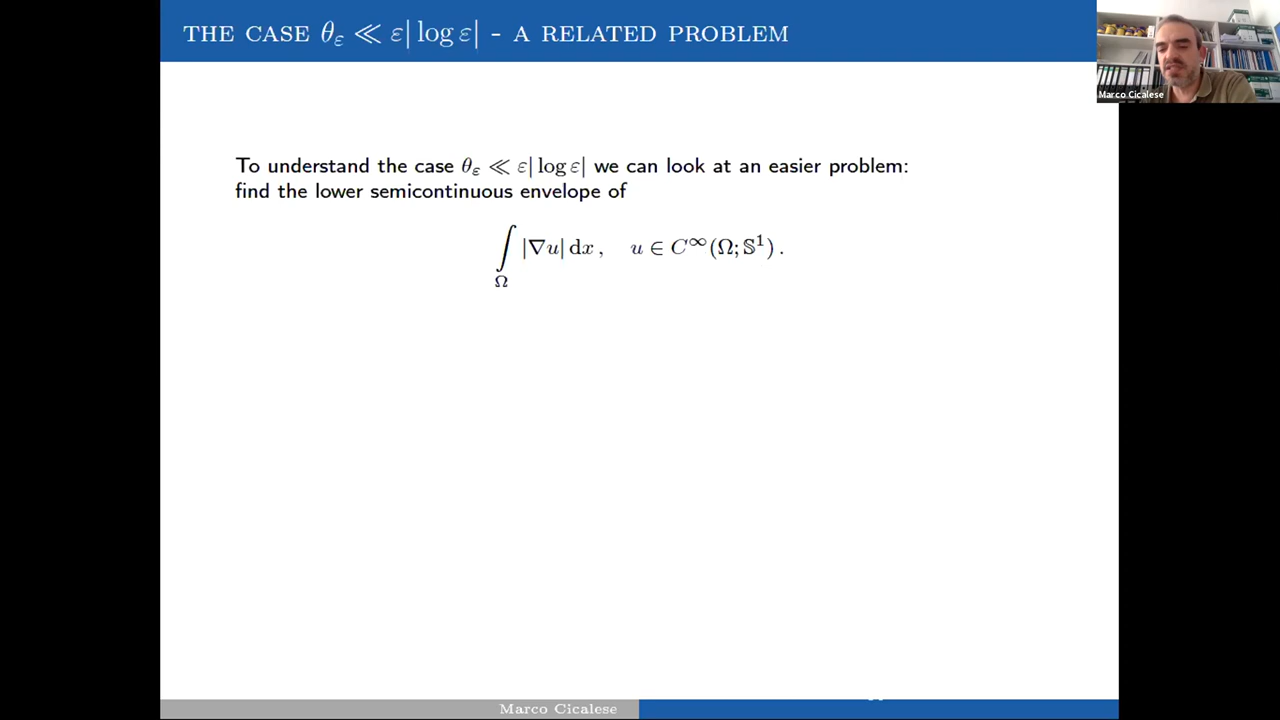 THE CASE θ_ε ≪ ε| log ε| - A RELATED PROBLEM
Marco Cicalese
To understand the case θ_ε ≪ ε| log ε| we can look at an easier problem:
find the lower semicontinuous envelope of
∫_Ω |∇u| dx ,   u ∈ C^∞(Ω; 𝕊^1) .
Marco Cicalese